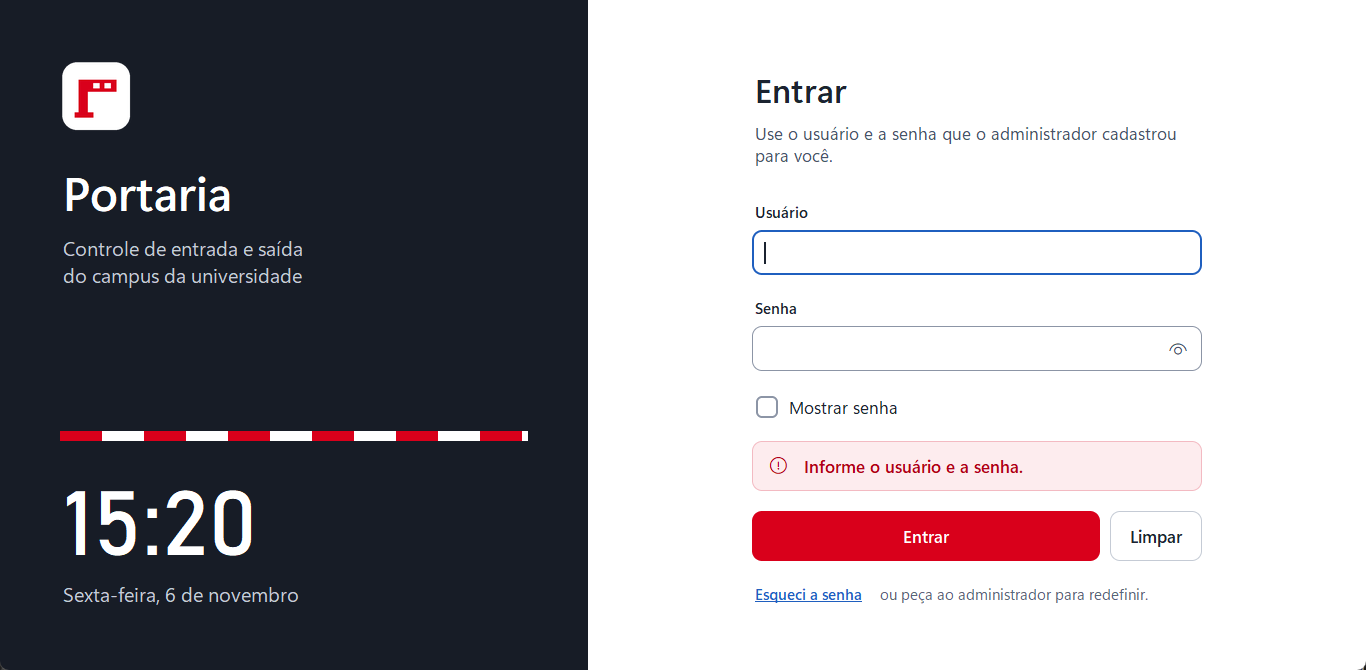 Portaria
Controle de entrada e saída
do campus da universidade
15:20
Sexta-feira, 6 de novembro
Entrar
Use o usuário e a senha que o administrador cadastrou
para você.
Usuário
Senha
Mostrar senha
Informe o usuário e a senha.
Entrar
Limpar
Esqueci a senha ou peça ao administrador para redefinir.